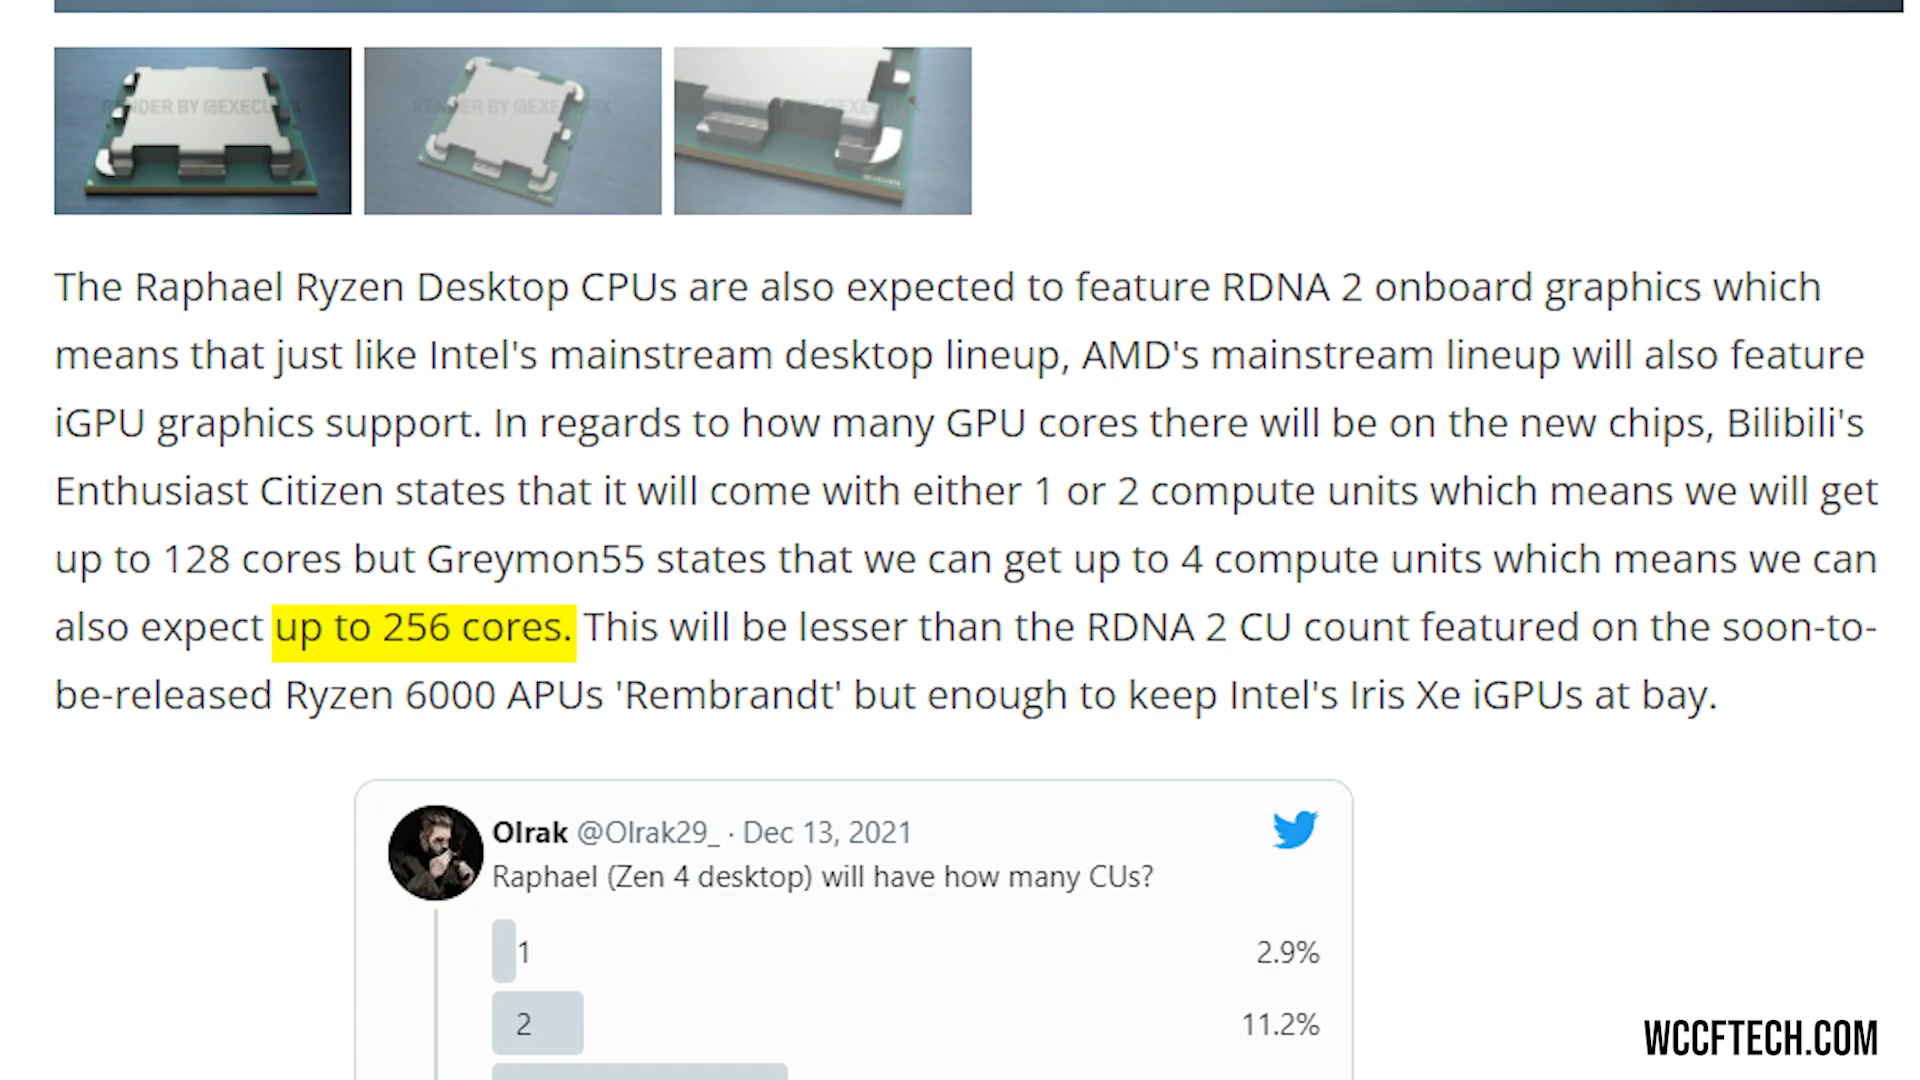 RENDER BY @EXECUFIX
RENDER BY @EXECUFIX
The Raphael Ryzen Desktop CPUs are also expected to feature RDNA 2 onboard graphics which
means that just like Intel's mainstream desktop lineup, AMD's mainstream lineup will also feature
iGPU graphics support. In regards to how many GPU cores there will be on the new chips, Bilibili's
Enthusiast Citizen states that it will come with either 1 or 2 compute units which means we will get
up to 128 cores but Greymon55 states that we can get up to 4 compute units which means we can
also expect up to 256 cores. This will be lesser than the RDNA 2 CU count featured on the soon-to-
be-released Ryzen 6000 APUs 'Rembrandt' but enough to keep Intel's Iris Xe iGPUs at bay.
Olrak @Olrak29_ · Dec 13, 2021
Raphael (Zen 4 desktop) will have how many CUs?
1 2.9%
2 11.2%
WCCFTECH.COM